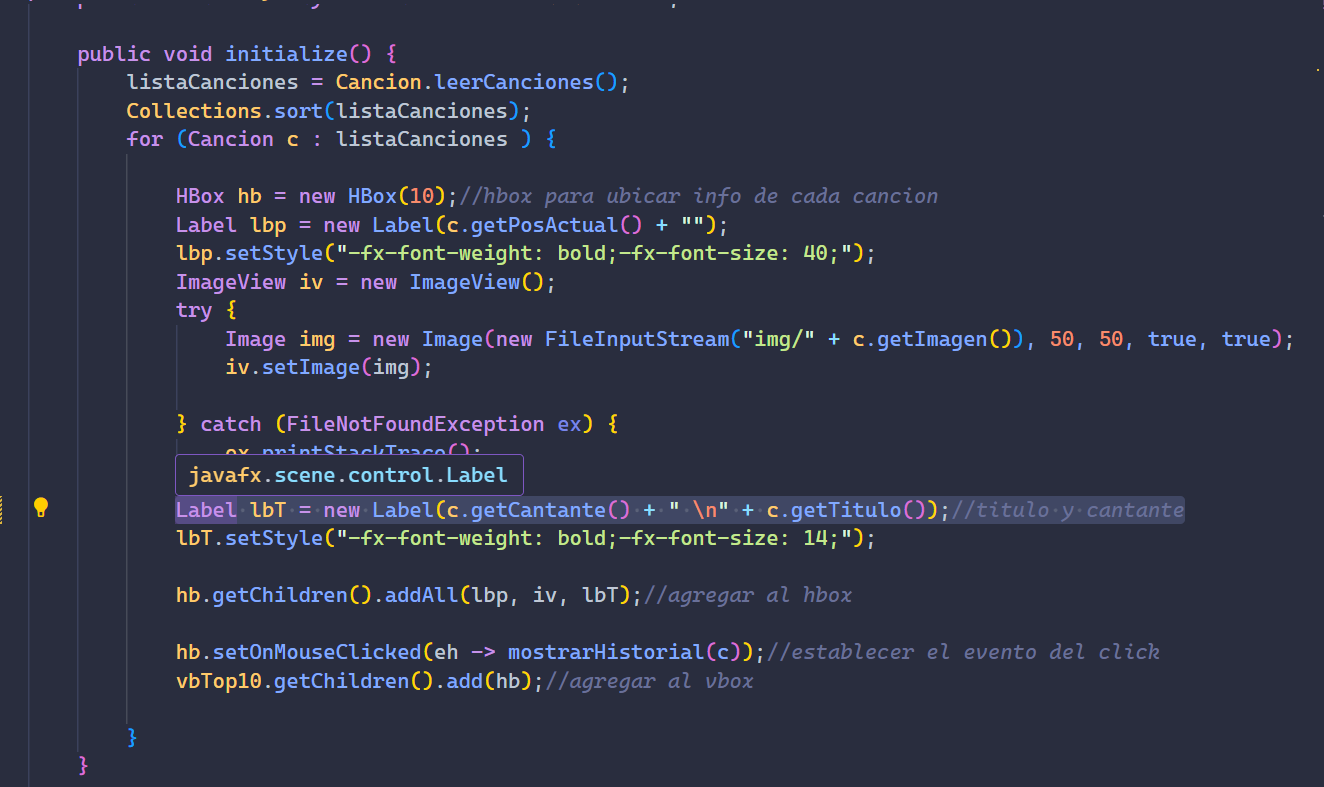 public void initialize() {
listaCanciones = Cancion.leerCanciones();
Collections.sort(listaCanciones);
for (Cancion c : listaCanciones ) {
HBox hb = new HBox(10);//hbox para ubicar info de cada cancion
Label lbp = new Label(c.getPosActual() + "");
lbp.setStyle("-fx-font-weight: bold;-fx-font-size: 40;");
ImageView iv = new ImageView();
try {
Image img = new Image(new FileInputStream("img/" + c.getImagen()), 50, 50, true, true);
iv.setImage(img);
} catch (FileNotFoundException ex) {
ex.printStackTrace();
javafx.scene.control.Label
Label lbT = new Label(c.getCantante() + " \n" + c.getTitulo());//titulo y cantante
lbT.setStyle("-fx-font-weight: bold;-fx-font-size: 14;");
hb.getChildren().addAll(lbp, iv, lbT);//agregar al hbox
hb.setOnMouseClicked(eh -> mostrarHistorial(c));//establecer el evento del click
vbTop10.getChildren().add(hb);//agregar al vbox
}
}